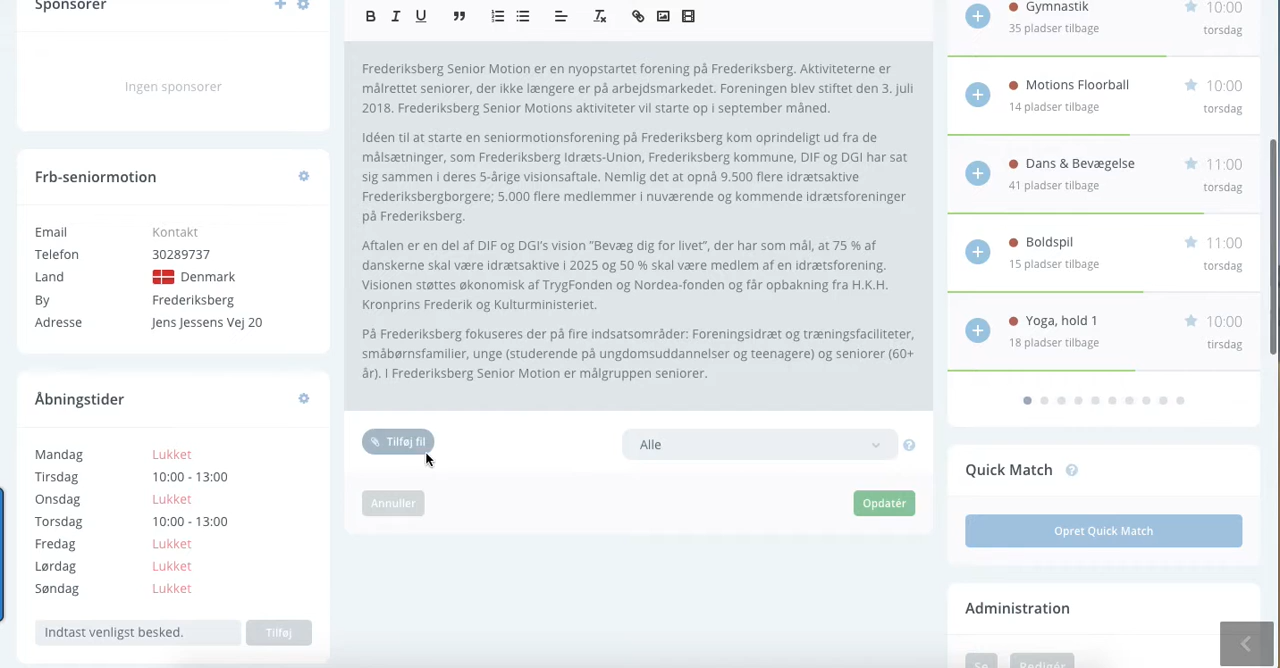 Sponsorer
Ingen sponsorer
Frb-seniormotion
Email Kontakt
Telefon 30289737
Land Denmark
By Frederiksberg
Adresse Jens Jessens Vej 20
Åbningstider
Mandag Lukket
Tirsdag 10:00 - 13:00
Onsdag Lukket
Torsdag 10:00 - 13:00
Fredag Lukket
Lørdag Lukket
Søndag Lukket
Indtast venligst besked. Tilføj
B I U
Frederiksberg Senior Motion er en nyopstartet forening på Frederiksberg. Aktiviteterne er
målrettet seniorer, der ikke længere er på arbejdsmarkedet. Foreningen blev stiftet den 3. juli
2018. Frederiksberg Senior Motions aktiviteter vil starte op i september måned.
Idéen til at starte en seniormotionsforening på Frederiksberg kom oprindeligt ud fra de
målsætninger, som Frederiksberg Idræts-Union, Frederiksberg kommune, DIF og DGI har sat
sig sammen i deres 5-årige visionsaftale. Nemlig det at opnå 9.500 flere idrætsaktive
Frederiksbergborgere; 5.000 flere medlemmer i nuværende og kommende idrætsforeninger
på Frederiksberg.
Aftalen er en del af DIF og DGI's vision ”Bevæg dig for livet”, der har som mål, at 75 % af
danskerne skal være idrætsaktive i 2025 og 50 % skal være medlem af en idrætsforening.
Visionen støttes økonomisk af TrygFonden og Nordea-fonden og får opbakning fra H.K.H.
Kronprins Frederik og Kulturministeriet.
På Frederiksberg fokuseres der på fire indsatsområder: Foreningsidræt og træningsfaciliteter,
småbørnsfamilier, unge (studerende på ungdomsuddannelser og teenagere) og seniorer (60+
år). I Frederiksberg Senior Motion er målgruppen seniorer.
Tilføj fil Alle ?
Annuller Opdatér
Gymnastik 10:00
35 pladser tilbage torsdag
Motions Floorball 10:00
14 pladser tilbage torsdag
Dans & Bevægelse 11:00
41 pladser tilbage torsdag
Boldspil 11:00
15 pladser tilbage torsdag
Yoga, hold 1 10:00
18 pladser tilbage tirsdag
Quick Match ?
Opret Quick Match
Administration
Se Redigér